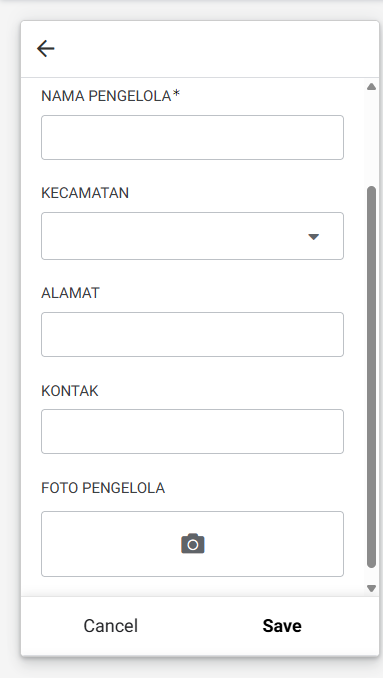 NAMA PENGELOLA*
KECAMATAN
ALAMAT
KONTAK
FOTO PENGELOLA
Cancel Save